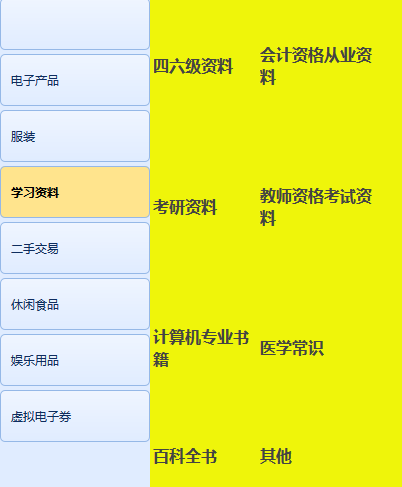 电子产品
服装
学习资料
二手交易
休闲食品
娱乐用品
虚拟电子券
四六级资料
会计资格从业资
料
考研资料
教师资格考试资
料
计算机专业书
籍
医学常识
百科全书
其他